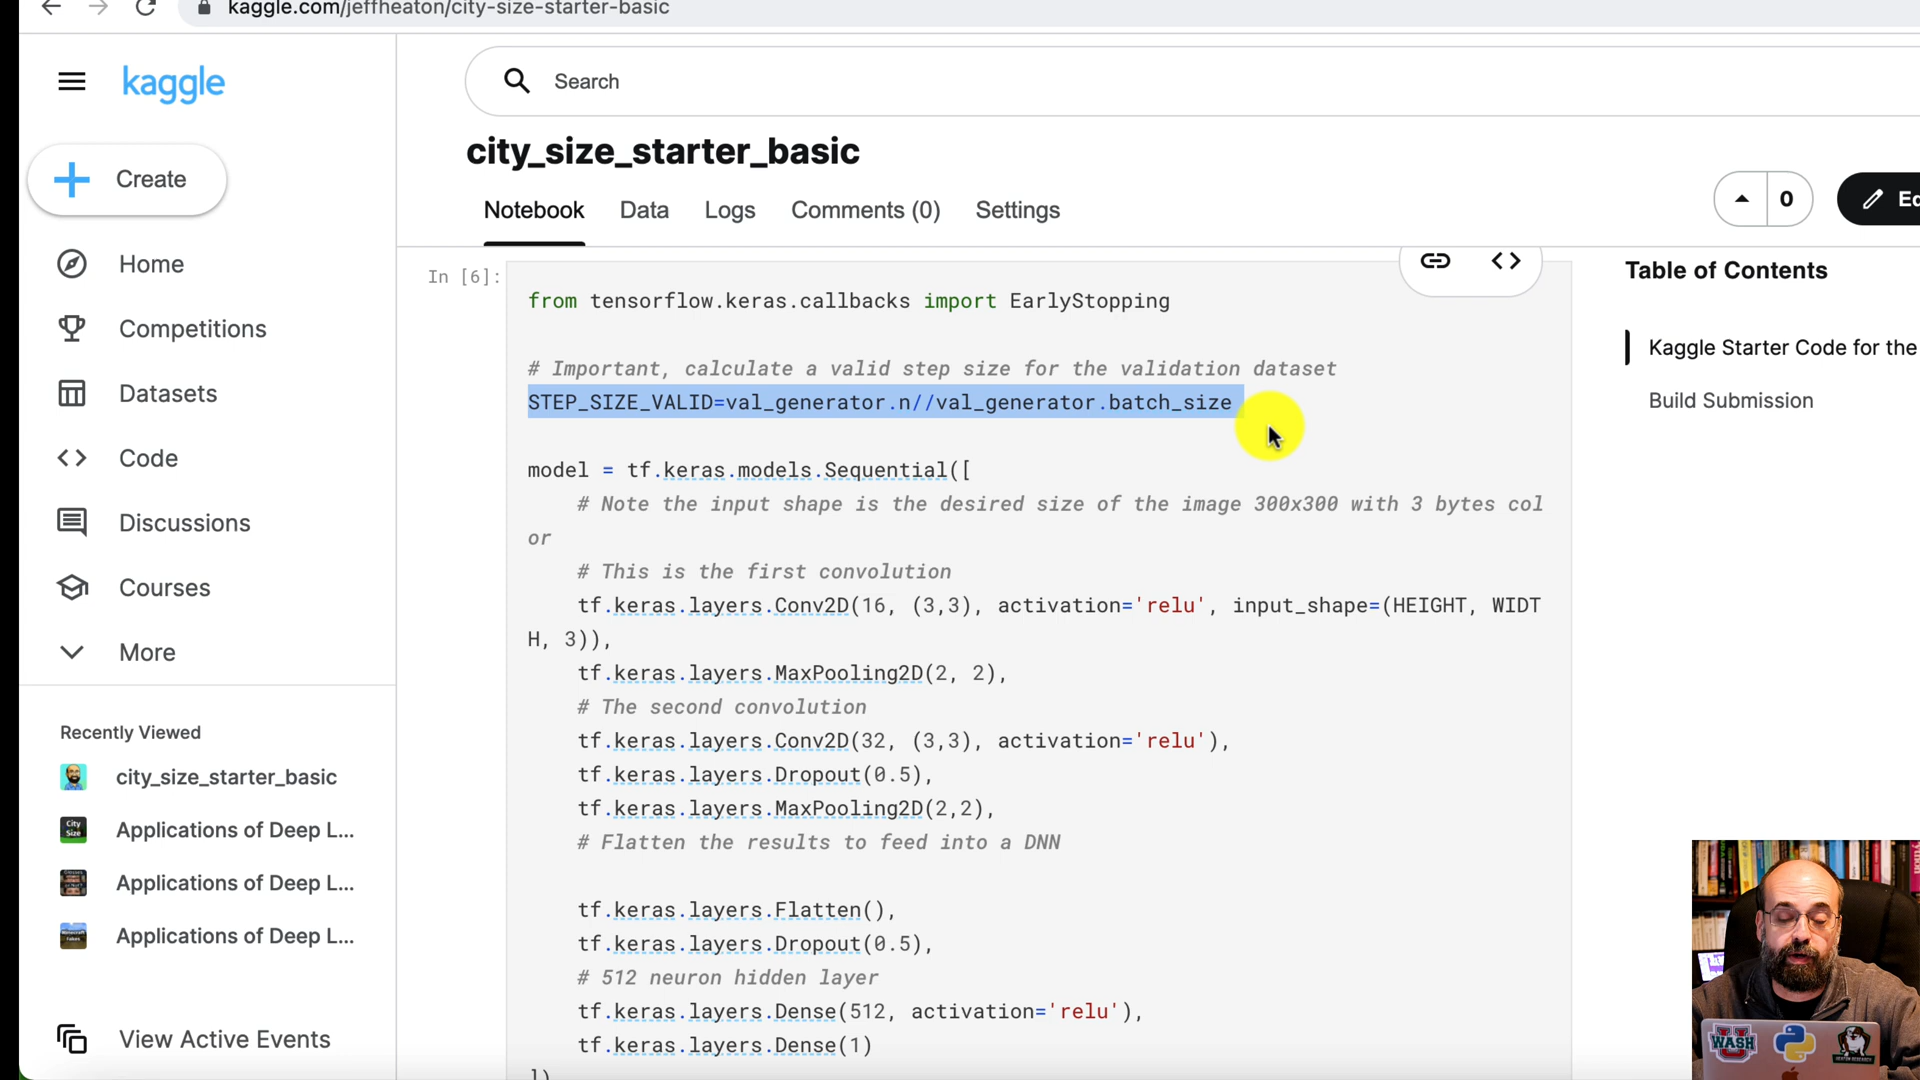 kaggle.com/jeffheaton/city-size-starter-basic
kaggle
Search
Create
Home
Competitions
Datasets
Code
Discussions
Courses
More
Recently Viewed
city_size_starter_basic
City
Size
Applications of Deep L...
Applications of Deep L...
Applications of Deep L...
View Active Events
city_size_starter_basic
Notebook Data Logs Comments (0) Settings
0
In [6]:
from tensorflow.keras.callbacks import EarlyStopping
# Important, calculate a valid step size for the validation dataset
STEP_SIZE_VALID=val_generator.n//val_generator.batch_size
model = tf.keras.models.Sequential([
# Note the input shape is the desired size of the image 300x300 with 3 bytes col
or
# This is the first convolution
tf.keras.layers.Conv2D(16, (3,3), activation='relu', input_shape=(HEIGHT, WIDT
H, 3)),
tf.keras.layers.MaxPooling2D(2, 2),
# The second convolution
tf.keras.layers.Conv2D(32, (3,3), activation='relu'),
tf.keras.layers.Dropout(0.5),
tf.keras.layers.MaxPooling2D(2,2),
# Flatten the results to feed into a DNN
tf.keras.layers.Flatten(),
tf.keras.layers.Dropout(0.5),
# 512 neuron hidden layer
tf.keras.layers.Dense(512, activation='relu'),
tf.keras.layers.Dense(1)
])
Table of Contents
Kaggle Starter Code for the
Build Submission
WASH